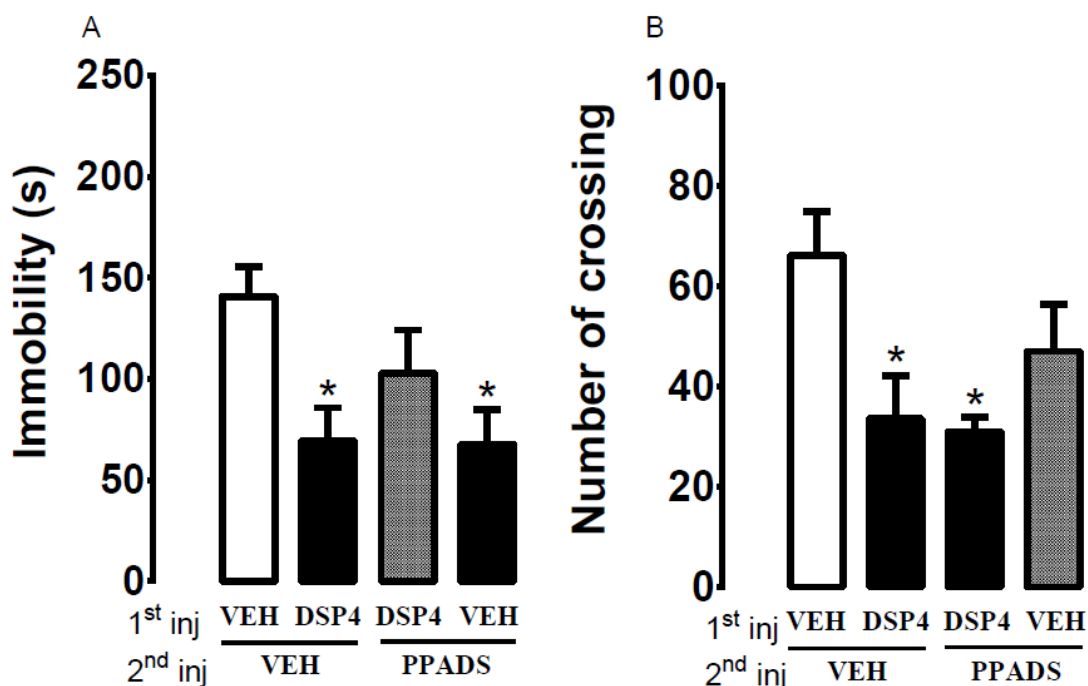 A
Immobility (s)
250
200
150
100
50
0
*
*
1st inj VEH DSP4 DSP4 VEH
2nd inj VEH PPADS
B
Number of crossing
100
80
60
40
20
0
*
*
1st inj VEH DSP4 DSP4 VEH
2nd inj VEH PPADS